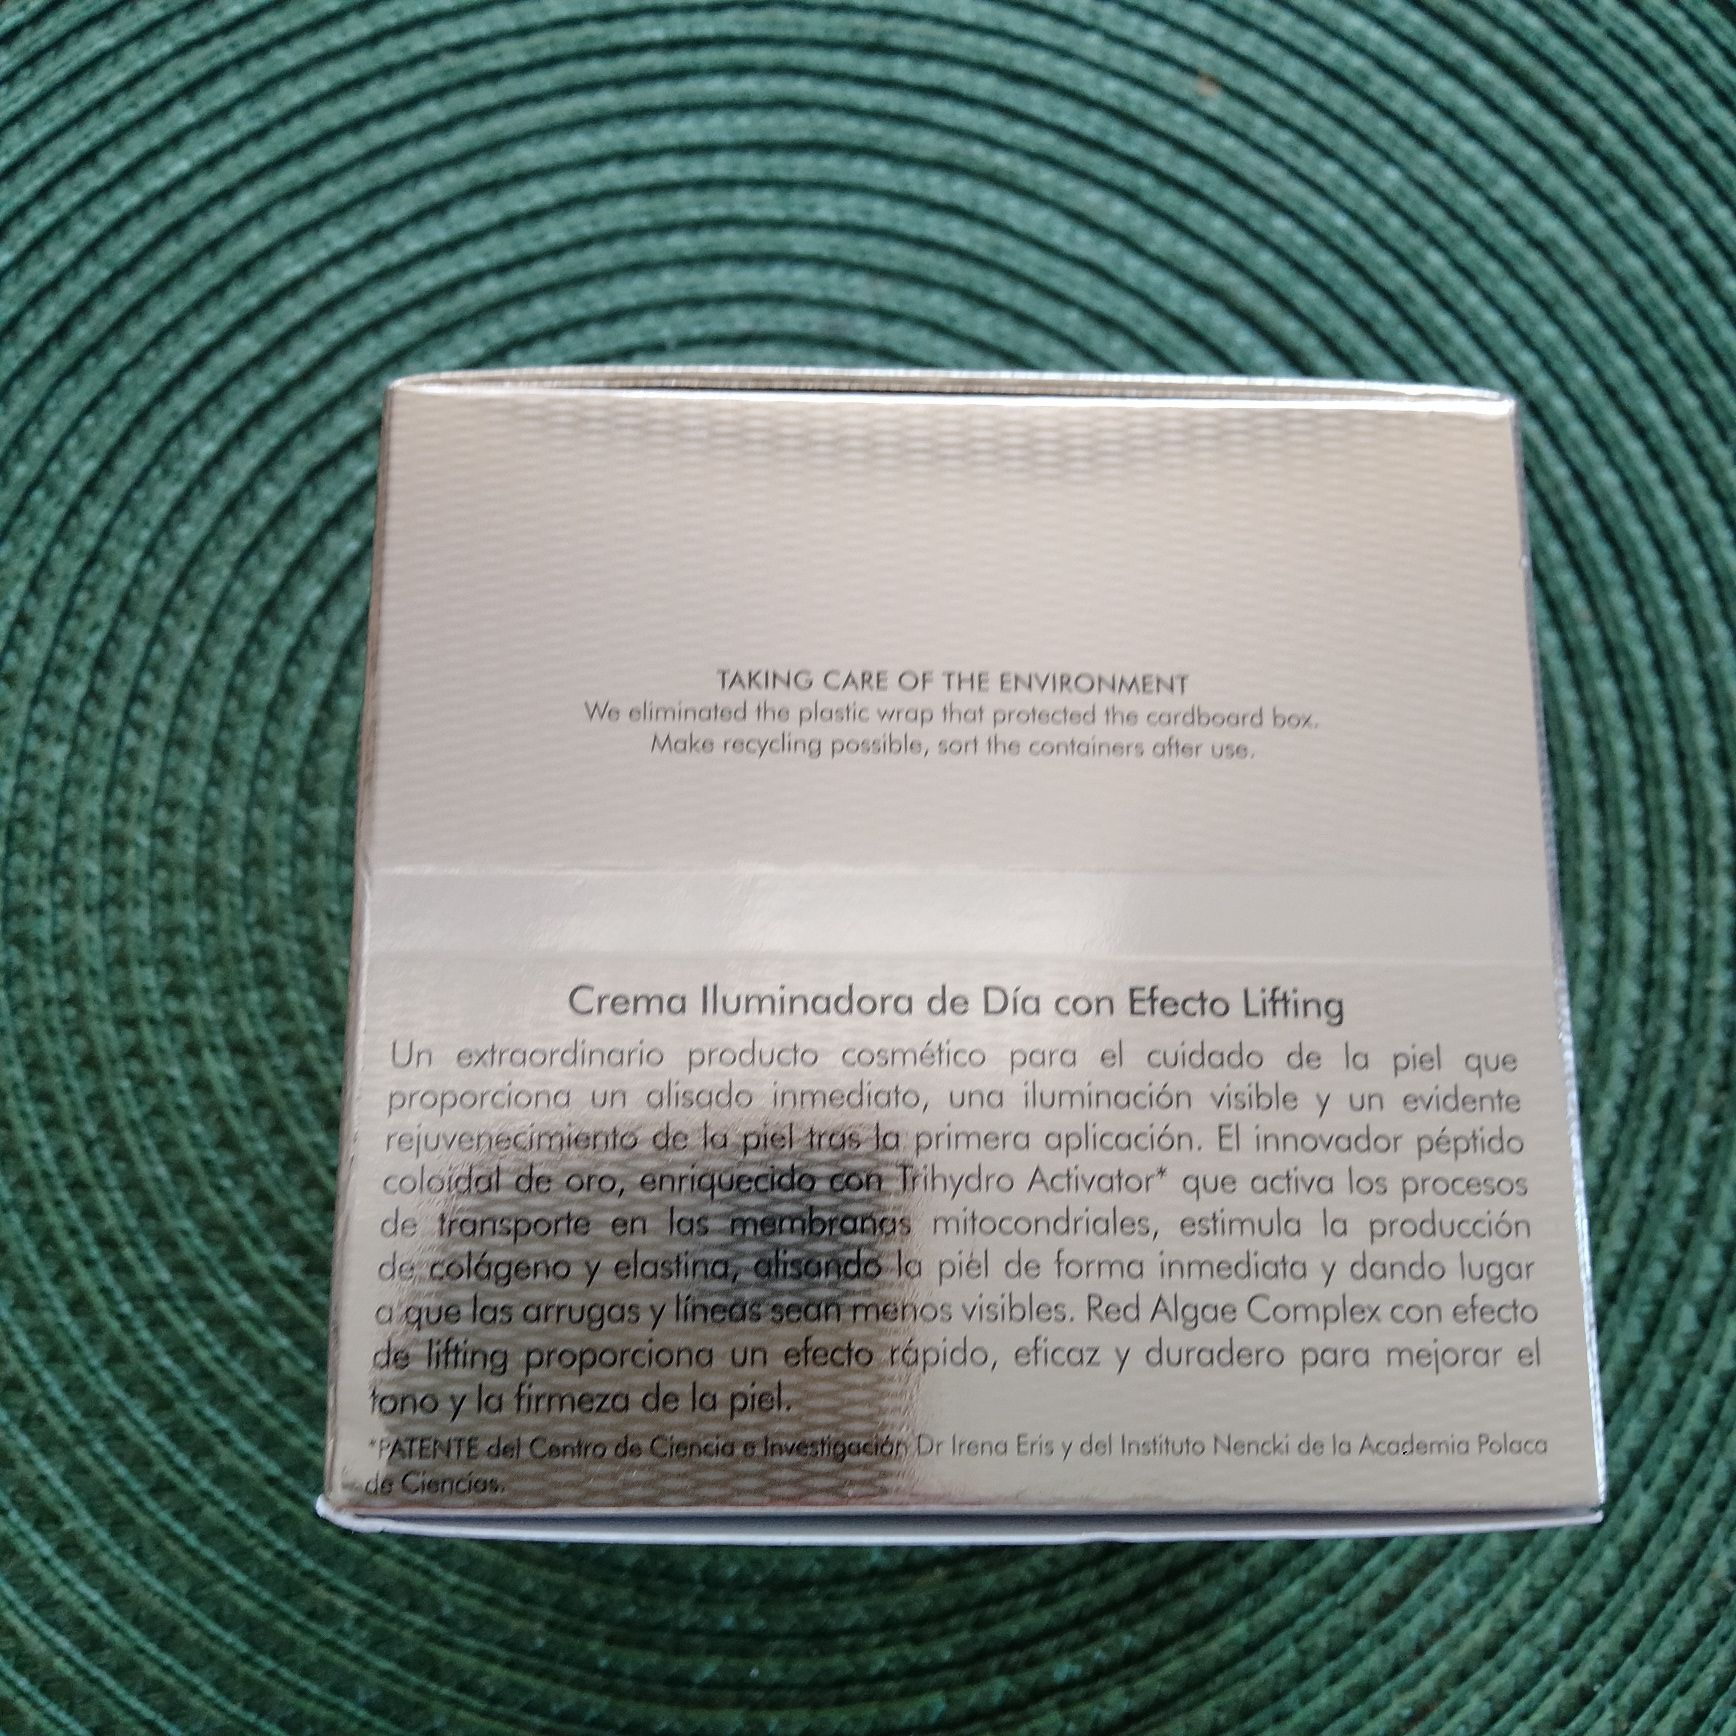 TAKING CARE OF THE ENVIRONMENT
We eliminated the plastic wrap that protected the cardboard box.
Make recycling possible, sort the containers after use.
Crema Iluminadora de Día con Efecto Lifting
Un extraordinario producto cosmético para el cuidado de la piel que
proporciona un alisado inmediato, una iluminación visible y un evidente
rejuvenecimiento de la piel tras la primera aplicación. El innovador péptido
coloidal de oro, enriquecido con Trihydro Activator* que activa los procesos
de transporte en las membranas mitocondriales, estimula la producción
de colágeno y elastina, alisando la piel de forma inmediata y dando lugar
a que las arrugas y líneas sean menos visibles. Red Algae Complex con efecto
de lifting proporciona un efecto rápido, eficaz y duradero para mejorar el
tono y la firmeza de la piel.
*PATENTE del Centro de Ciencia e Investigación Dr Irena Eris y del Instituto Nencki de la Academia Polaca
de Ciencias.